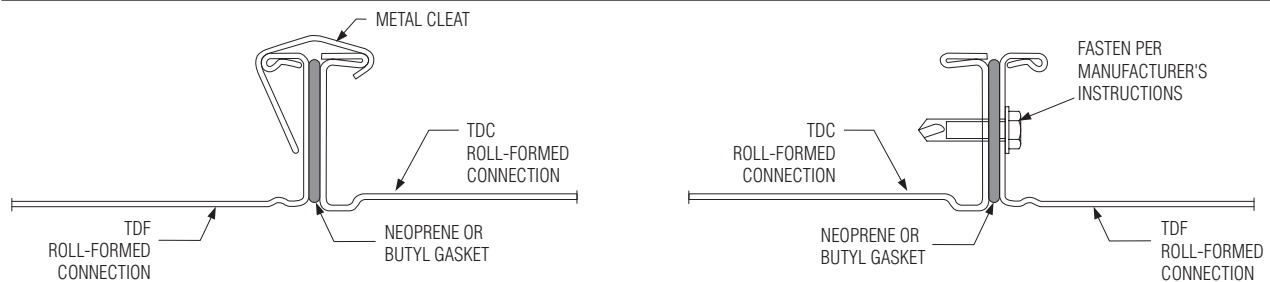 METAL CLEAT
TDC
ROLL-FORMED
CONNECTION
TDF
ROLL-FORMED
CONNECTION
NEOPRENE OR
BUTYL GASKET
FASTEN PER
MANUFACTURER'S
INSTRUCTIONS
TDC
ROLL-FORMED
CONNECTION
NEOPRENE OR
BUTYL GASKET
TDF
ROLL-FORMED
CONNECTION